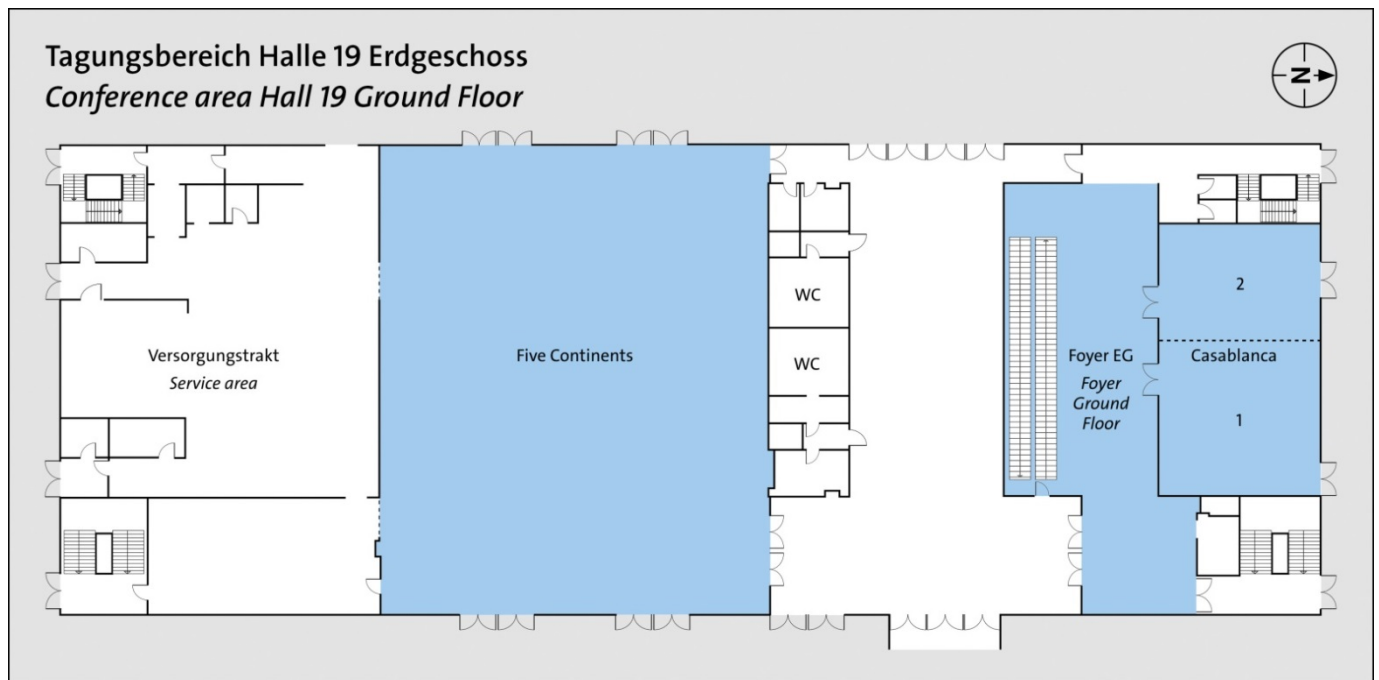 Tagungsbereich Halle 19 Erdgeschoss
Conference area Hall 19 Ground Floor
N
Versorgungstrakt
Service area
Five Continents
WC
WC
Foyer EG
Foyer
Ground
Floor
2
Casablanca
1